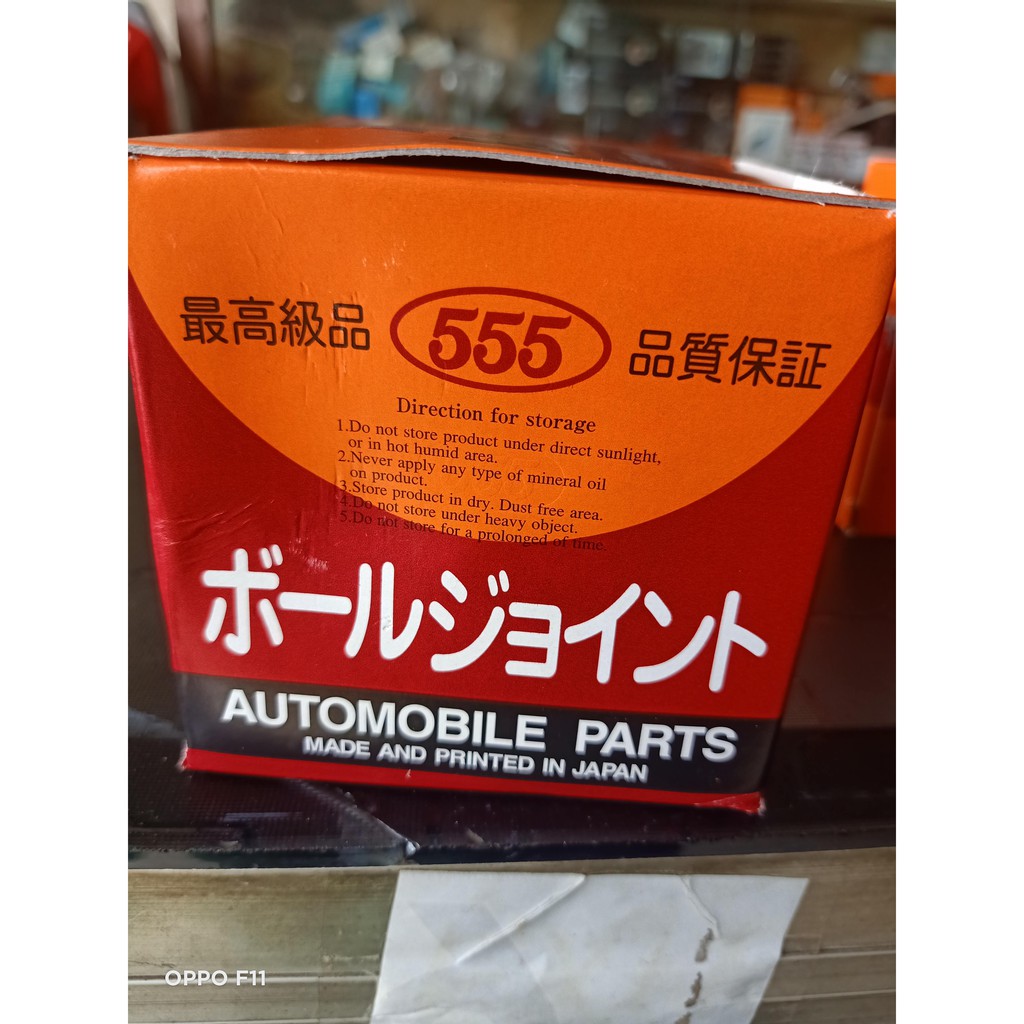 最高級品 555 品質保証
Direction for storage
1.Do not store product under direct sunlight,
or in hot humid area.
2.Never apply any type of mineral oil
on product.
3.Store product in dry. Dust free area.
4.Do not store under heavy object.
5.Do not store for a prolonged of time.
ボールジョイント
AUTOMOBILE PARTS
MADE AND PRINTED IN JAPAN
OPPO F11